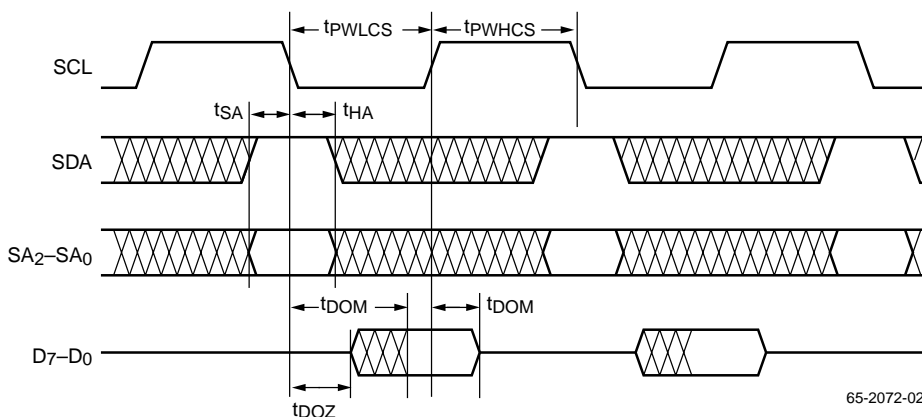 tPWLCS
tPWHCS
SCL
tSA
tHA
SDA
SA2–SA0
tDOM
tDOM
D7–D0
tDOZ
65-2072-02